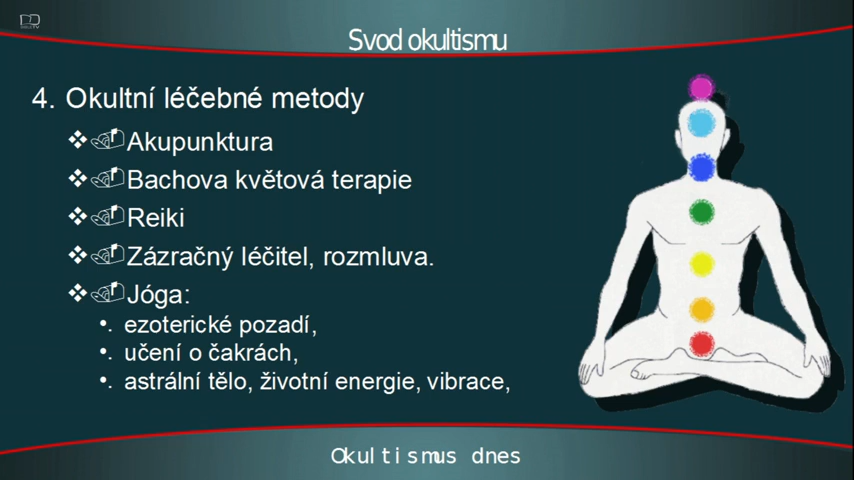 Svod okultismu
4. Okultní léčebné metody
❖ Akupunktura
❖ Bachova květová terapie
❖ Reiki
❖ Zázračný léčitel, rozmluva.
❖ Jóga:
•. ezoterické pozadí,
•. učení o čakrách,
•. astrální tělo, životní energie, vibrace,
Okultismus dnes